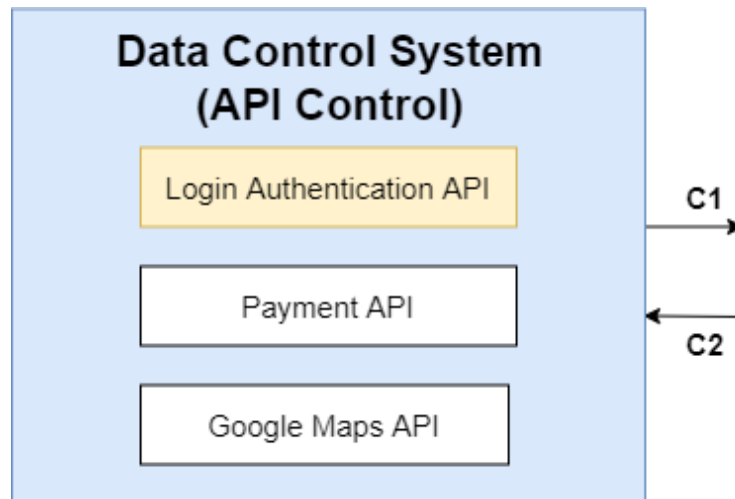 Data Control System
(API Control)
Login Authentication API
C1
Payment API
C2
Google Maps API